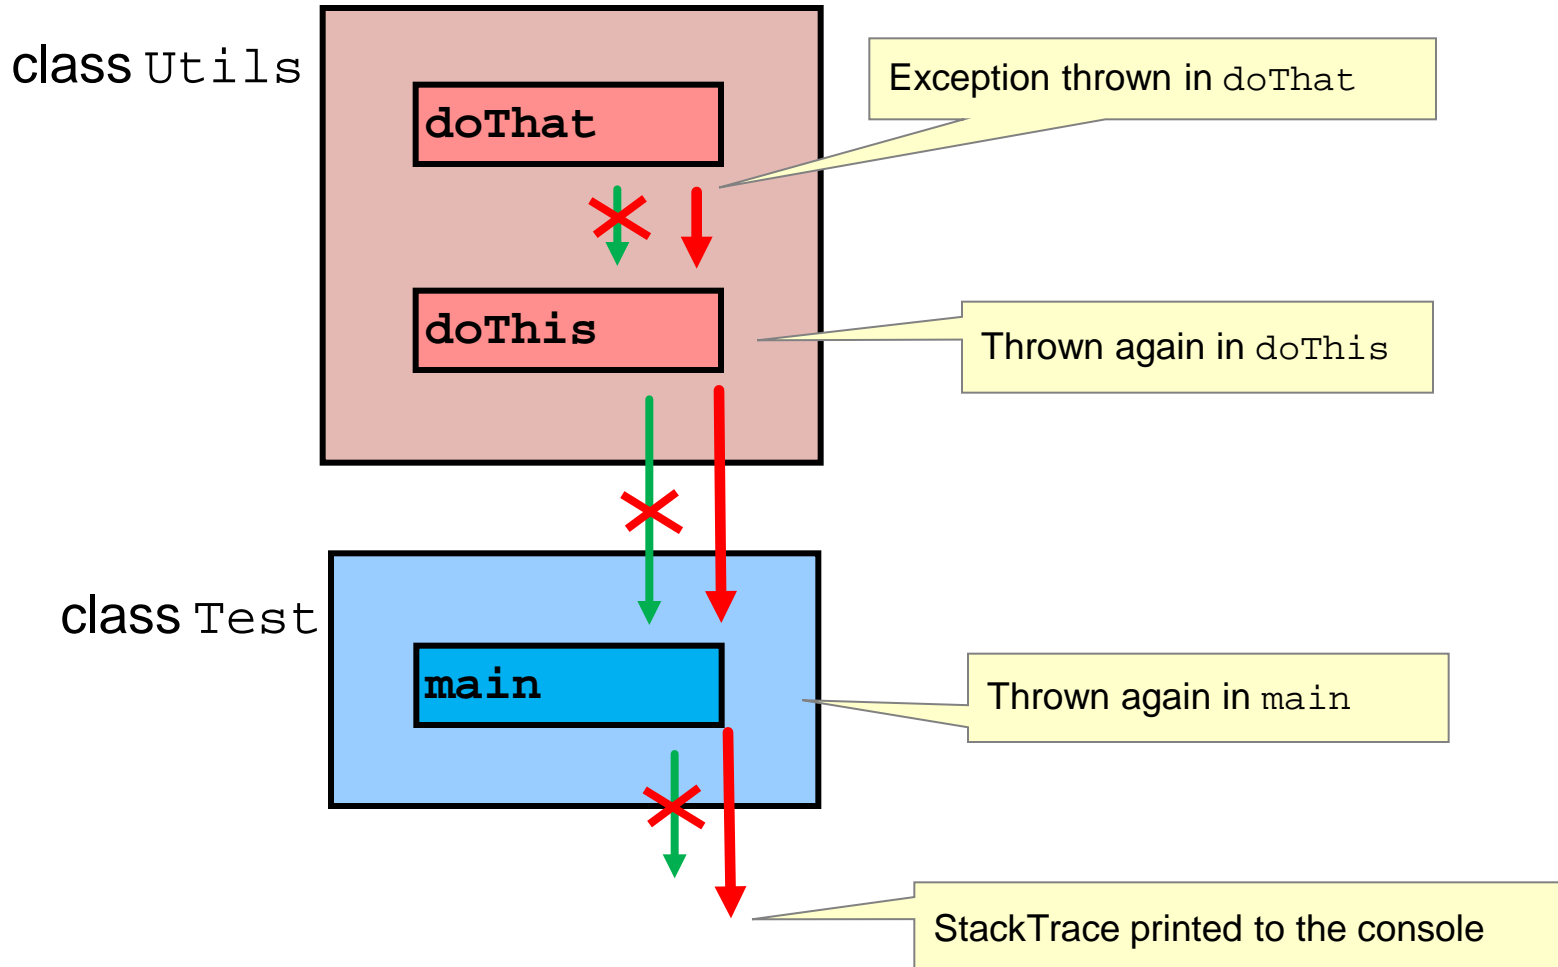 class Utils
Exception thrown in doThat
doThat
doThis
Thrown again in doThis
class Test
main
Thrown again in main
StackTrace printed to the console